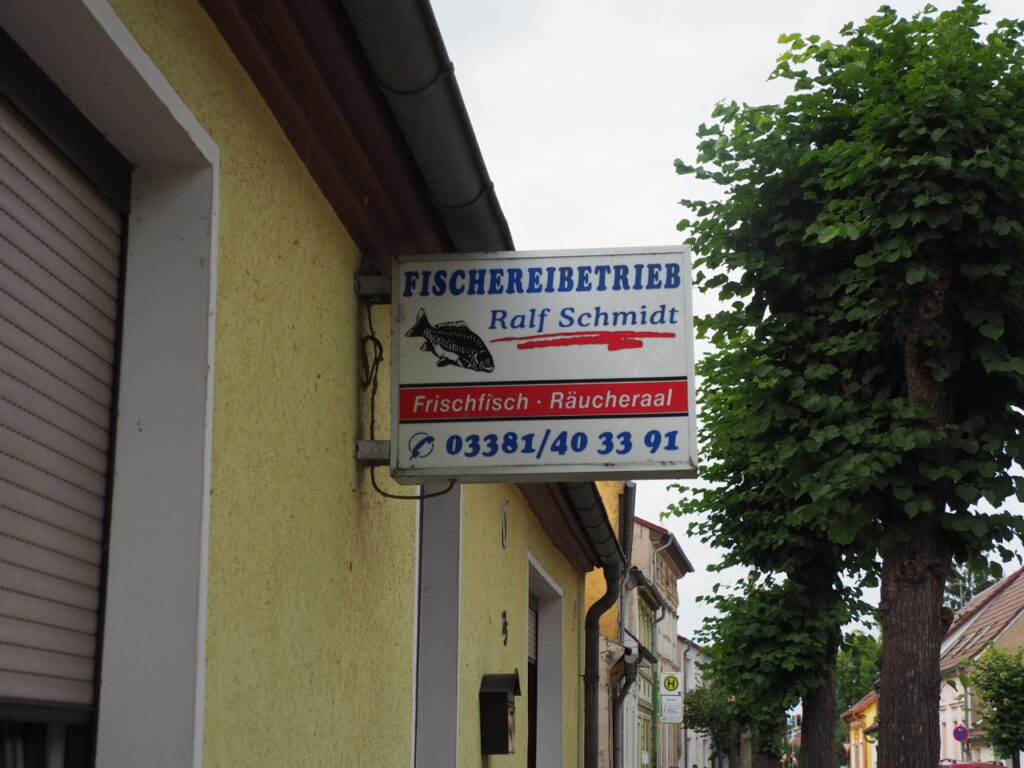 FISCHEREIBETRIEB
Ralf Schmidt
Frischfisch · Räucheraal
03381/40 33 91
H